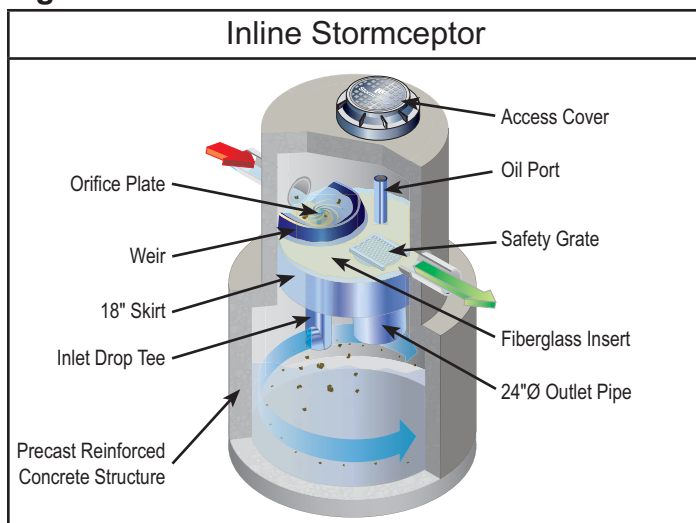 Inline Stormceptor
Access Cover
Oil Port
Orifice Plate
Safety Grate
Weir
18" Skirt
Fiberglass Insert
Inlet Drop Tee
24"Ø Outlet Pipe
Precast Reinforced
Concrete Structure